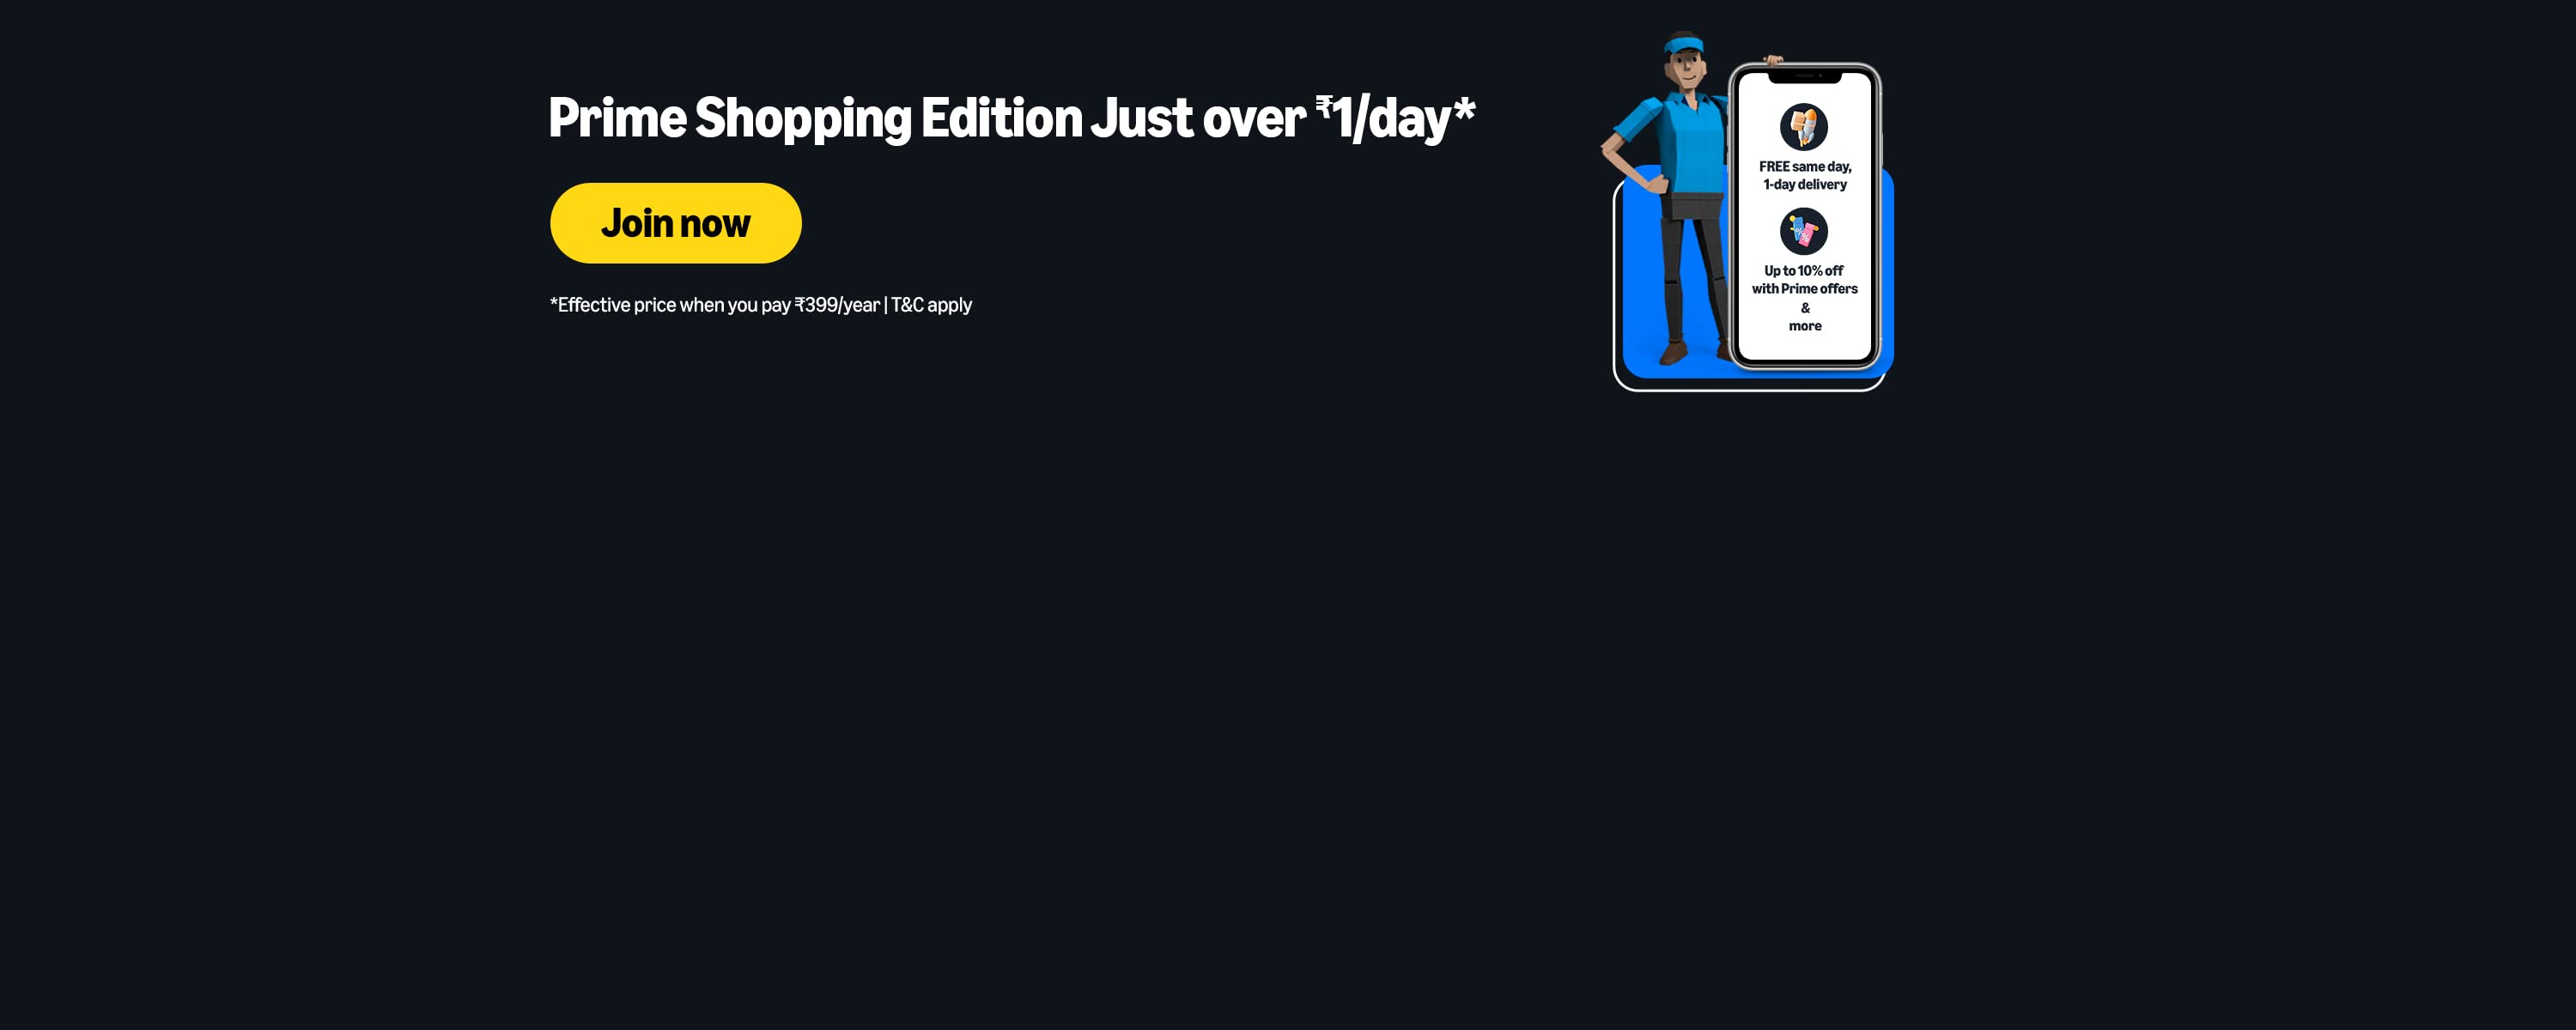 Prime Shopping Edition Just over ₹1/day*
Join now
*Effective price when you pay ₹399/year | T&C apply
FREE same day,
1-day delivery
Up to 10% off
with Prime offers
&
more